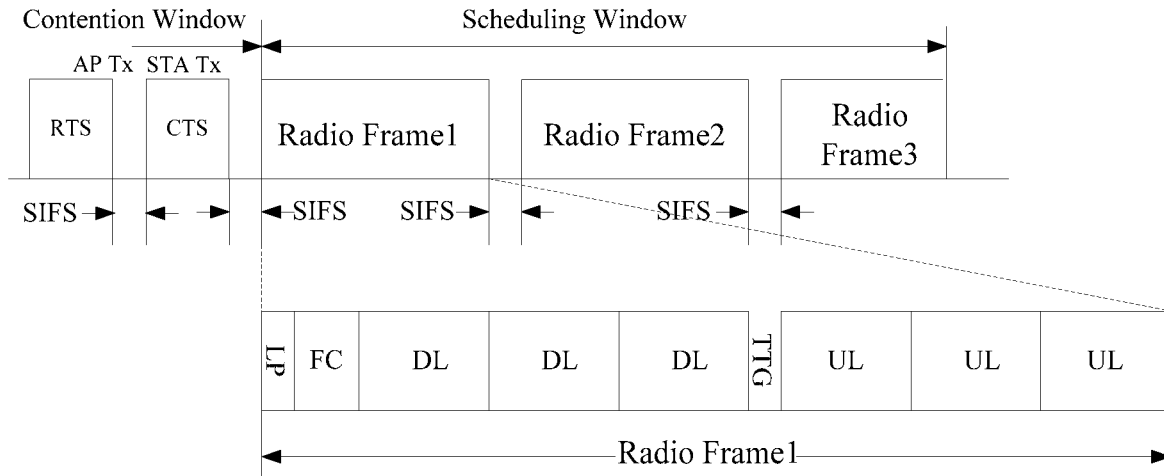 Contention Window
Scheduling Window
AP Tx
STA Tx
RTS
CTS
Radio Frame1
Radio Frame2
Radio
Frame3
SIFS
SIFS
SIFS
SIFS
LP
FC
DL
DL
DL
TTG
UL
UL
UL
Radio Frame1